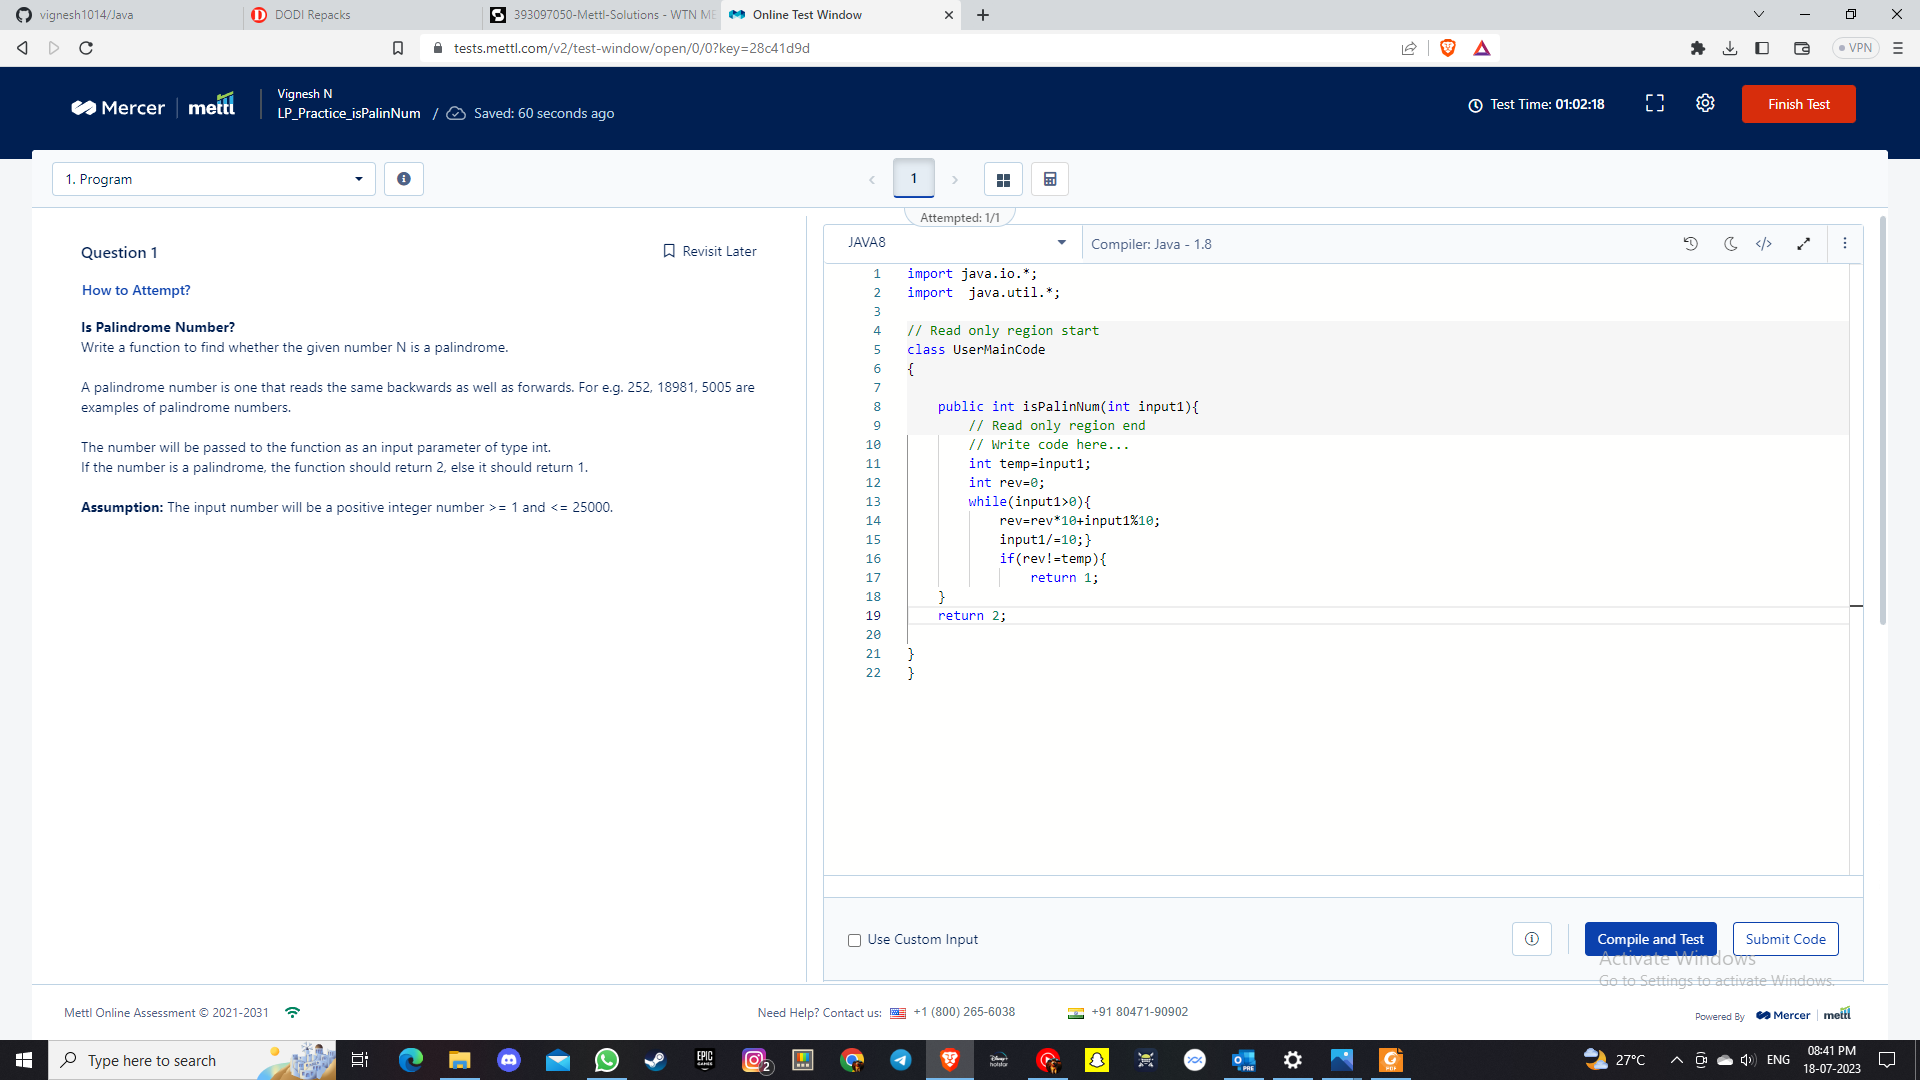 vignesh1014/Java
DODI Repacks
393097050-Mettl-Solutions - WTN ME
Online Test Window
tests.mettl.com/v2/test-window/open/0/0?key=28c41d9d
VPN
Mercer
mettl
Vignesh N
LP_Practice_isPalinNum / Saved: 60 seconds ago
Test Time: 01:02:18
Finish Test
1. Program
1
Attempted: 1/1
Question 1
Revisit Later
How to Attempt?
Is Palindrome Number?
Write a function to find whether the given number N is a palindrome.
A palindrome number is one that reads the same backwards as well as forwards. For e.g. 252, 18981, 5005 are
examples of palindrome numbers.
The number will be passed to the function as an input parameter of type int.
If the number is a palindrome, the function should return 2, else it should return 1.
Assumption: The input number will be a positive integer number >= 1 and <= 25000.
JAVA8
Compiler: Java - 1.8
1 import java.io.*;
2 import  java.util.*;
3
4 // Read only region start
5 class UserMainCode
6 {
7
8     public int isPalinNum(int input1){
9         // Read only region end
10         // Write code here...
11         int temp=input1;
12         int rev=0;
13         while(input1>0){
14             rev=rev*10+input1%10;
15             input1/=10;}
16             if(rev!=temp){
17                 return 1;
18     }
19     return 2;
20
21 }
22 }
Use Custom Input
Compile and Test
Submit Code
Activate Windows
Go to Settings to activate Windows.
Mettl Online Assessment © 2021-2031
Need Help? Contact us: +1 (800) 265-6038
+91 80471-90902
Powered By Mercer mettl
Type here to search
EPIC GAMES
2
Disney+ hotstar
PRE
PDF
27°C
ENG
08:41 PM
18-07-2023